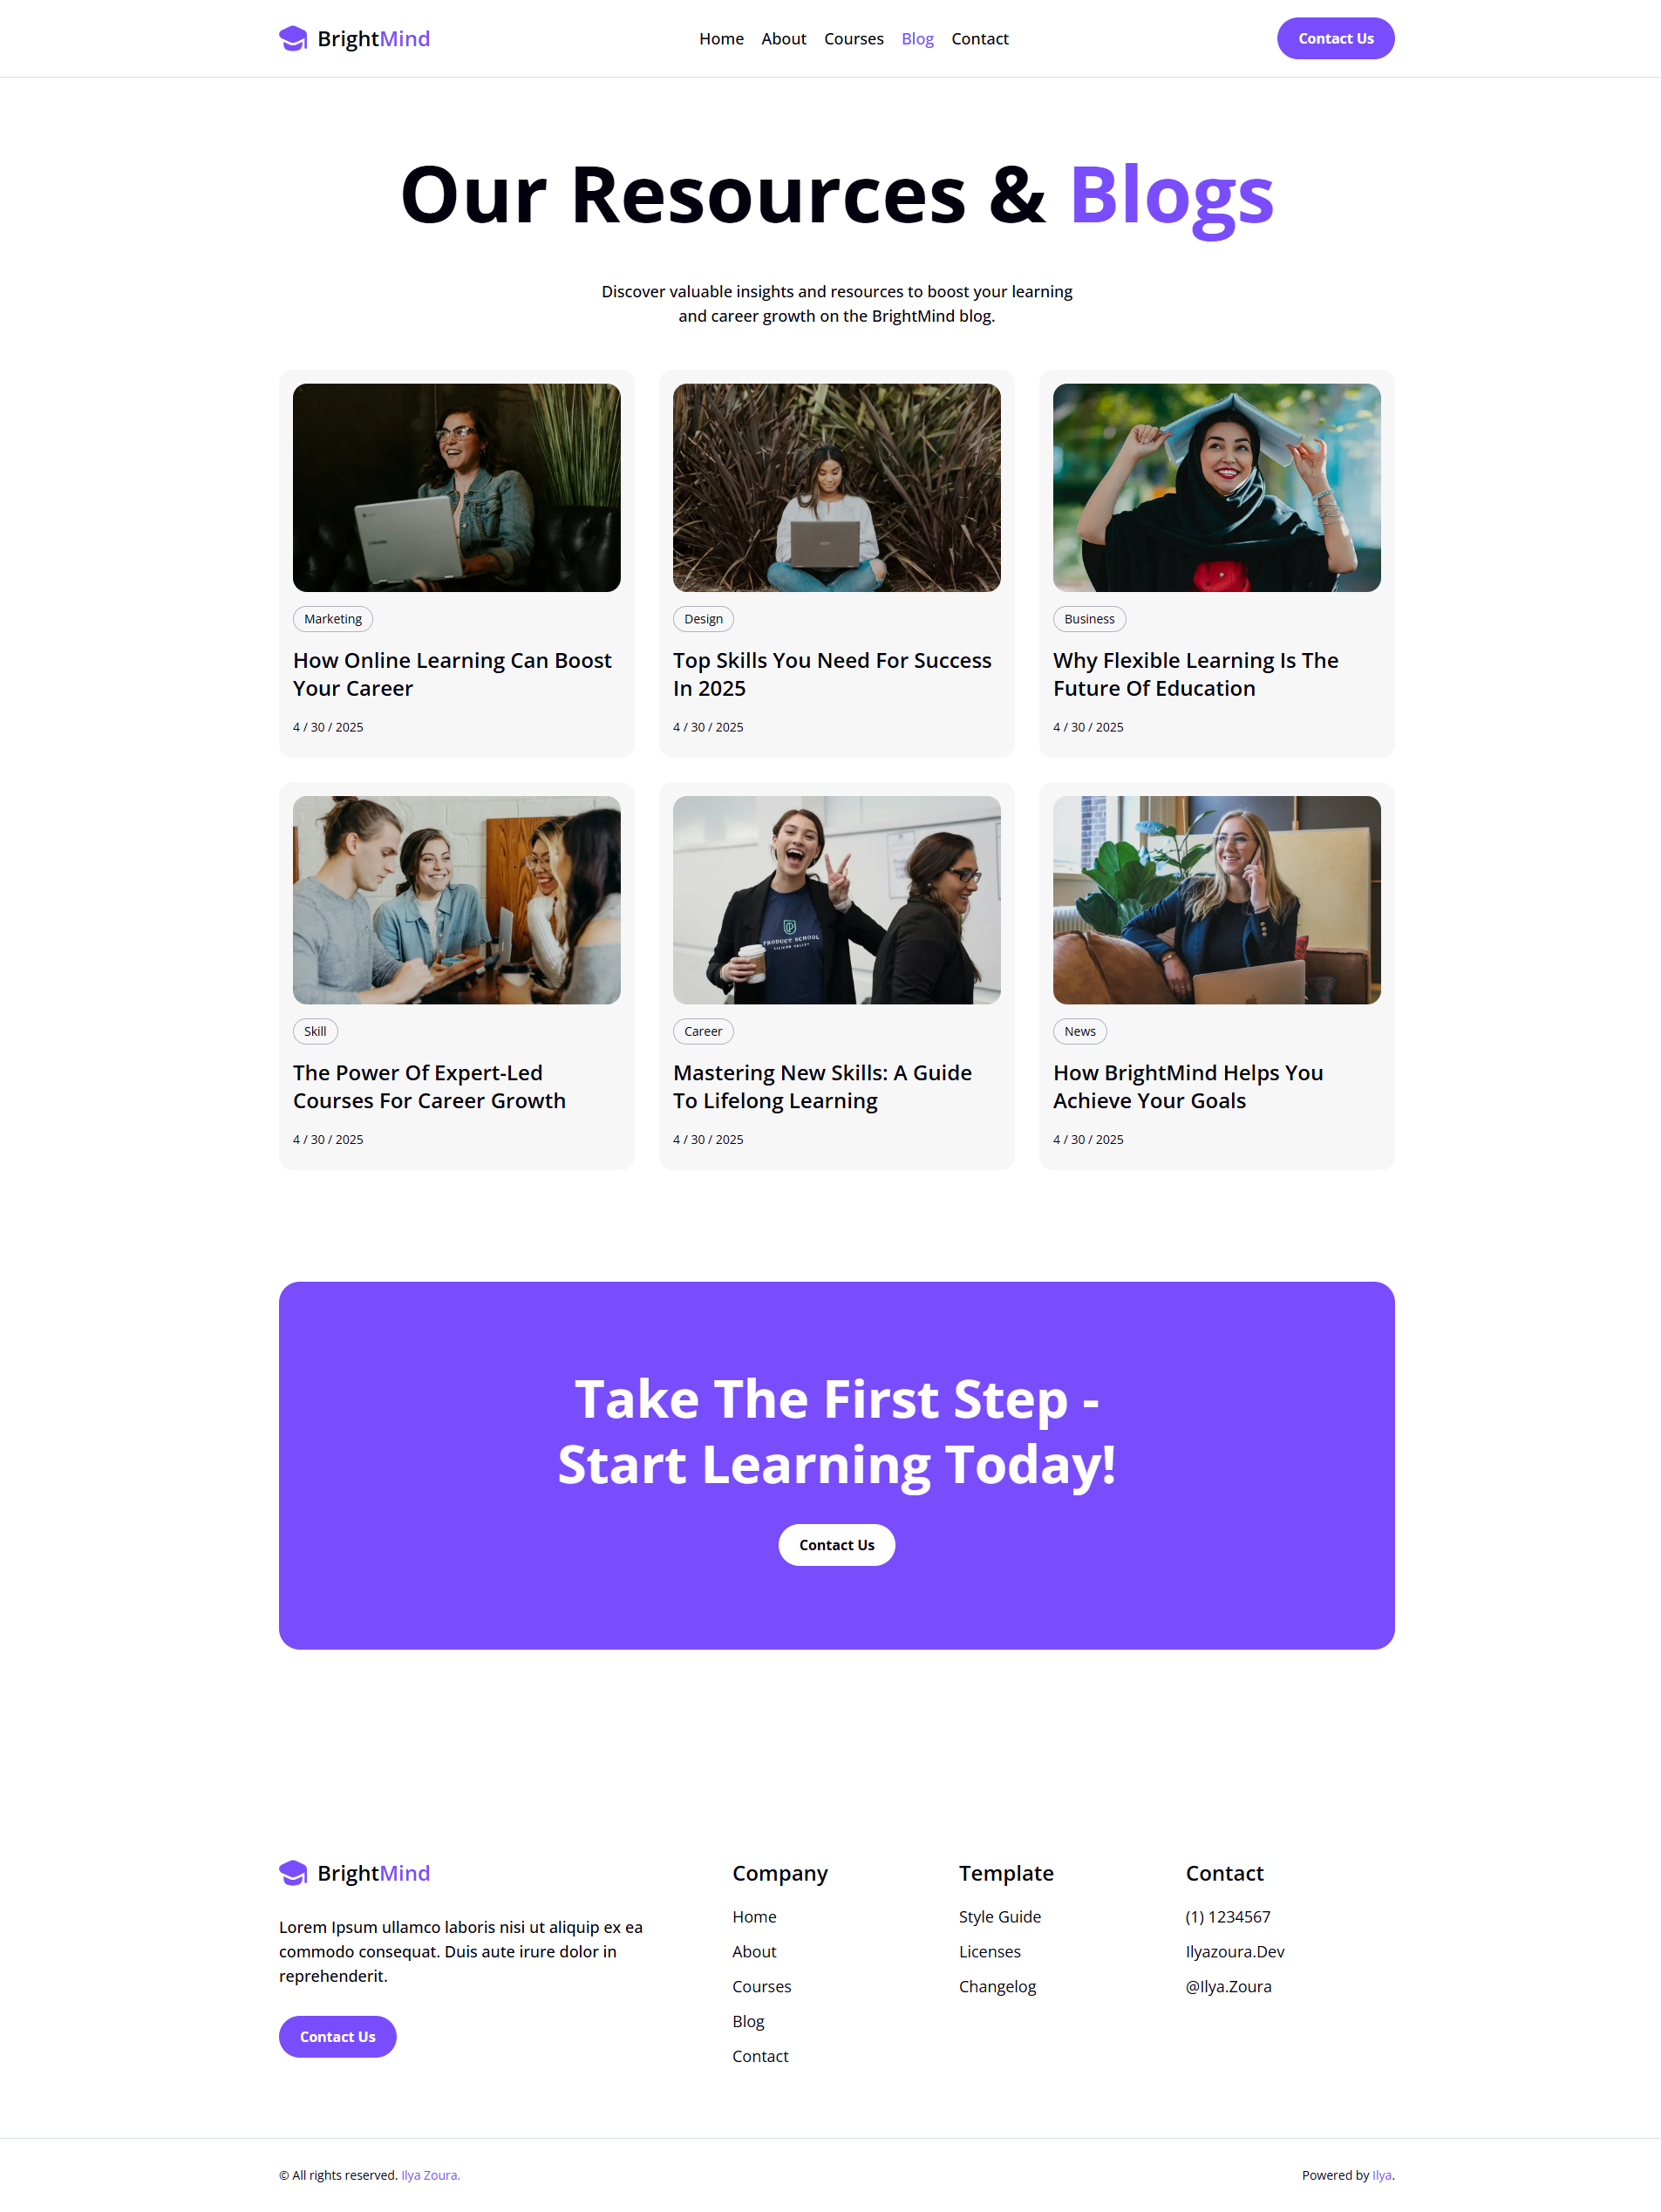 BrightMind
Home About Courses Blog Contact
Contact Us
Our Resources & Blogs
Discover valuable insights and resources to boost your learning
and career growth on the BrightMind blog.
Marketing
How Online Learning Can Boost
Your Career
4 / 30 / 2025
Design
Top Skills You Need For Success
In 2025
4 / 30 / 2025
Business
Why Flexible Learning Is The
Future Of Education
4 / 30 / 2025
PRODUCT SCHOOL
SILICON VALLEY
Skill
The Power Of Expert-Led
Courses For Career Growth
4 / 30 / 2025
Career
Mastering New Skills: A Guide
To Lifelong Learning
4 / 30 / 2025
News
How BrightMind Helps You
Achieve Your Goals
4 / 30 / 2025
Take The First Step -
Start Learning Today!
Contact Us
BrightMind
Lorem Ipsum ullamco laboris nisi ut aliquip ex ea
commodo consequat. Duis aute irure dolor in
reprehenderit.
Contact Us
Company
Home
About
Courses
Blog
Contact
Template
Style Guide
Licenses
Changelog
Contact
(1) 1234567
Ilyazoura.Dev
@Ilya.Zoura
© All rights reserved. Ilya Zoura.
Powered by Ilya.